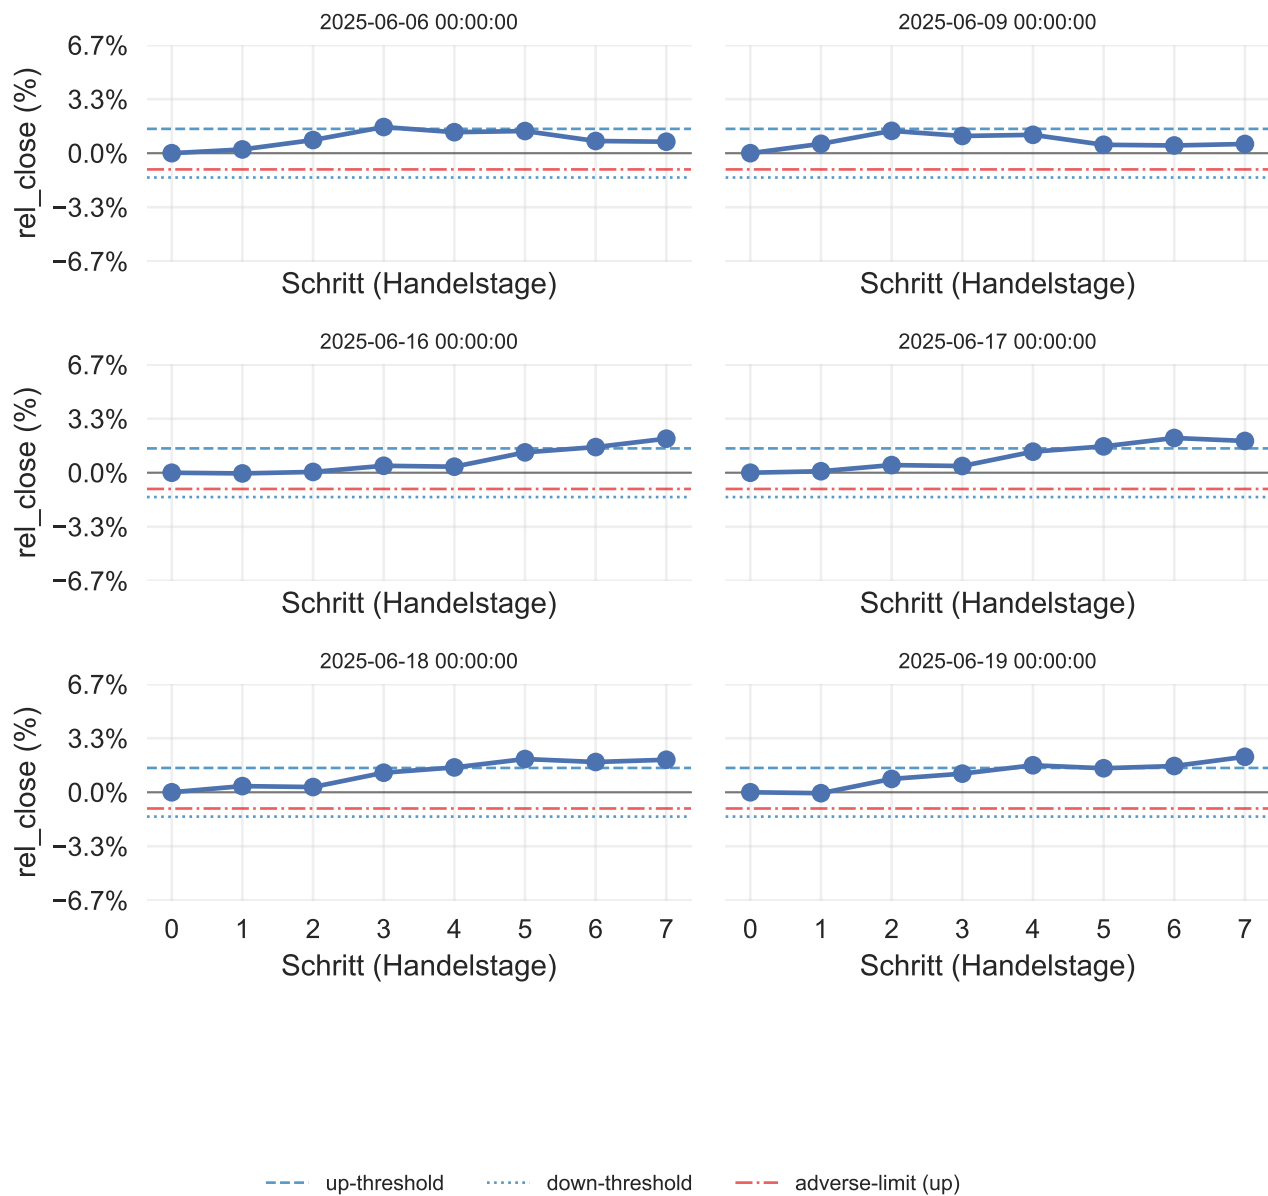 2025-06-06 00:00:00
2025-06-09 00:00:00
6.7%
3.3%
0.0%
−3.3%
−6.7%
rel_close (%)
Schritt (Handelstage)
Schritt (Handelstage)
2025-06-16 00:00:00
2025-06-17 00:00:00
6.7%
3.3%
0.0%
−3.3%
−6.7%
rel_close (%)
Schritt (Handelstage)
Schritt (Handelstage)
2025-06-18 00:00:00
2025-06-19 00:00:00
6.7%
3.3%
0.0%
−3.3%
−6.7%
rel_close (%)
0 1 2 3 4 5 6 7
0 1 2 3 4 5 6 7
Schritt (Handelstage)
Schritt (Handelstage)
up-threshold down-threshold adverse-limit (up)